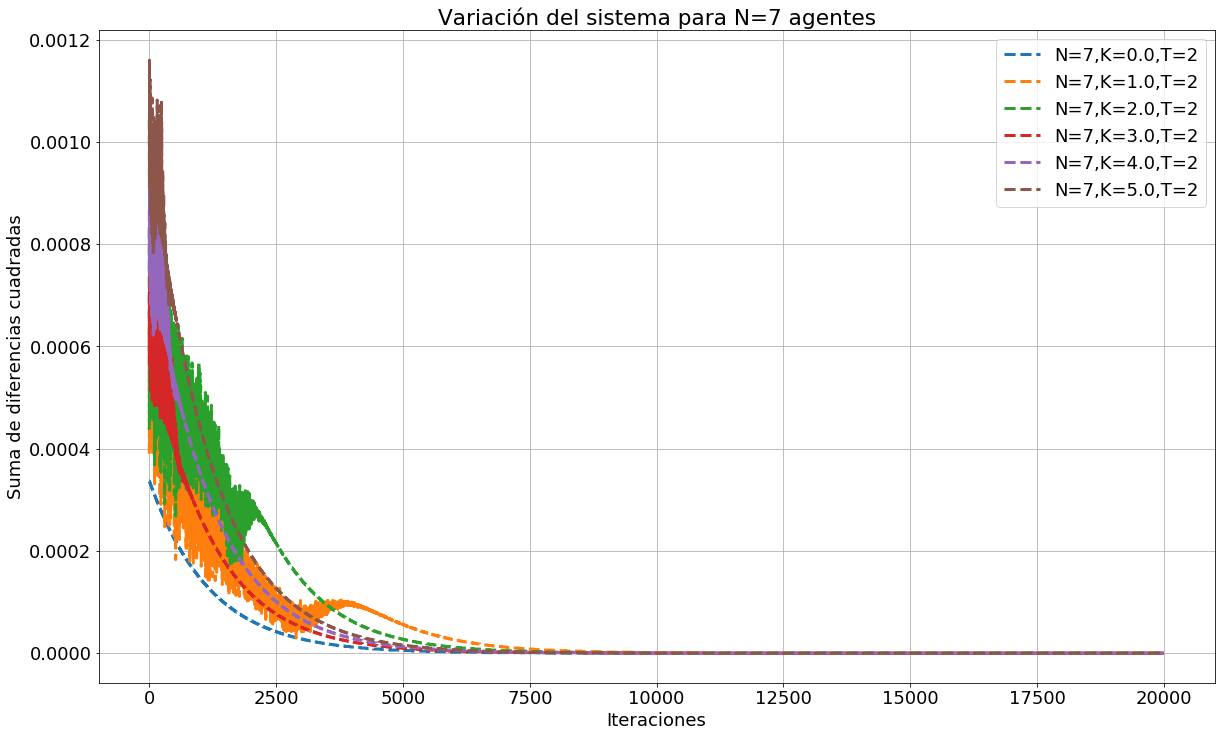 Variación del sistema para N=7 agentes
0.0012
0.0010
0.0008
0.0006
0.0004
0.0002
0.0000
Suma de diferencias cuadradas
N=7,K=0.0,T=2
N=7,K=1.0,T=2
N=7,K=2.0,T=2
N=7,K=3.0,T=2
N=7,K=4.0,T=2
N=7,K=5.0,T=2
0 2500 5000 7500 10000 12500 15000 17500 20000
Iteraciones